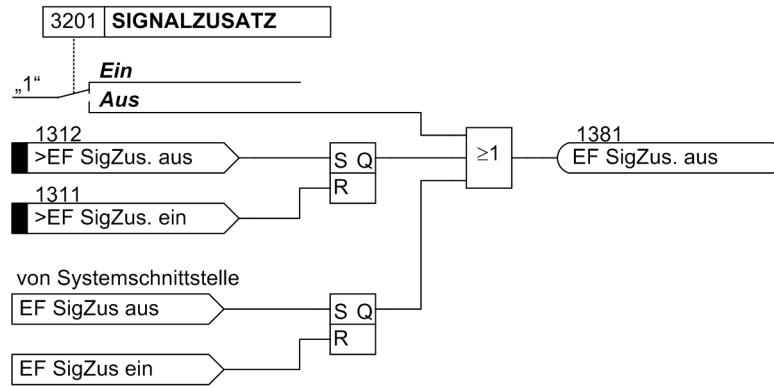 3201 SIGNALZUSATZ
Ein
„1“
Aus
1312
>EF SigZus. aus
S Q
R
≥1
1381
EF SigZus. aus
1311
>EF SigZus. ein
von Systemschnittstelle
EF SigZus aus
S Q
R
EF SigZus ein